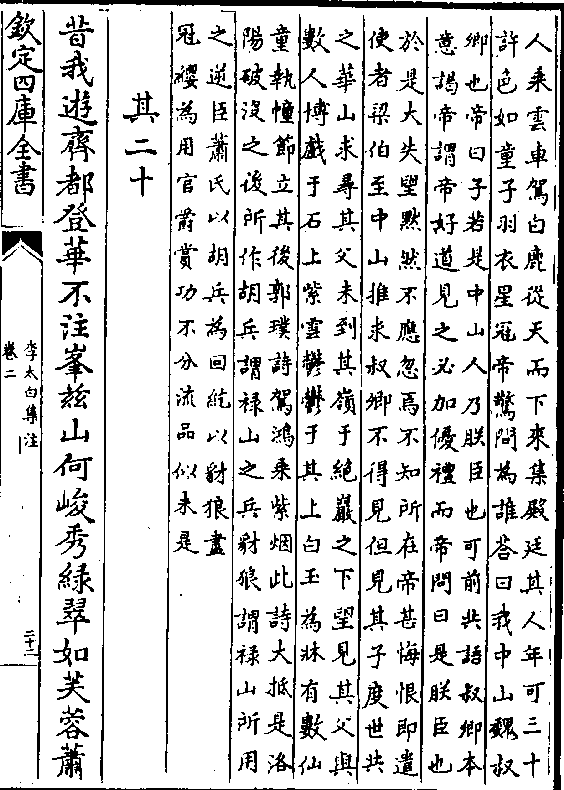 人乘雲車駕白鹿從天而下來集殿廷其人年可三十
許色如童子羽衣星冠帝驚問為誰荅曰我中山魏叔
卿也帝曰子若是中山人乃朕臣也可前共語叔卿本
意謁帝謂帝好道見之必加優禮而帝問曰是朕臣也
於是大失望黙然不應忽焉不知所在帝甚悔恨即遣
使者梁伯至中山推求叔卿不得見但見其子度世共
之華山求尋其父未到其嶺于絶巖之下望見其父與
數人博戯于石上紫雲鬱鬱于其上白玉為牀有數仙
童執幢節立其後郭璞詩駕鴻乘紫烟此詩大抵是洛
陽破没之後所作胡兵謂禄山之兵豺狼謂禄山所用
之逆臣蕭氏以胡兵為回紇以豺狼盡
冠纓為用官爵賞功不分流品似未是
其二十
昔我遊齊都登華不注峯兹山何峻秀緑翠如芙蓉蕭
欽定四庫全書
李太白集注
卷二
二十二